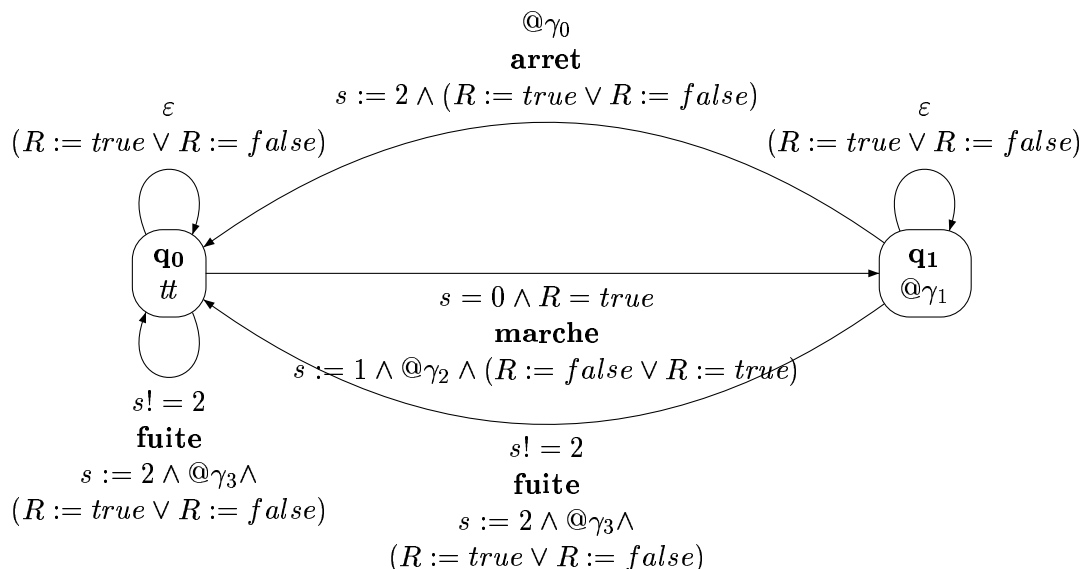 @γ₀
arret
s := 2 ∧ (R := true ∨ R := false)
ε
(R := true ∨ R := false)
ε
(R := true ∨ R := false)
q₀
tt
q₁
@γ₁
s = 0 ∧ R = true
marche
s := 1 ∧ @γ₂ ∧ (R := false ∨ R := true)
s! = 2
fuite
s := 2 ∧ @γ₃∧
(R := true ∨ R := false)
s! = 2
fuite
s := 2 ∧ @γ₃∧
(R := true ∨ R := false)